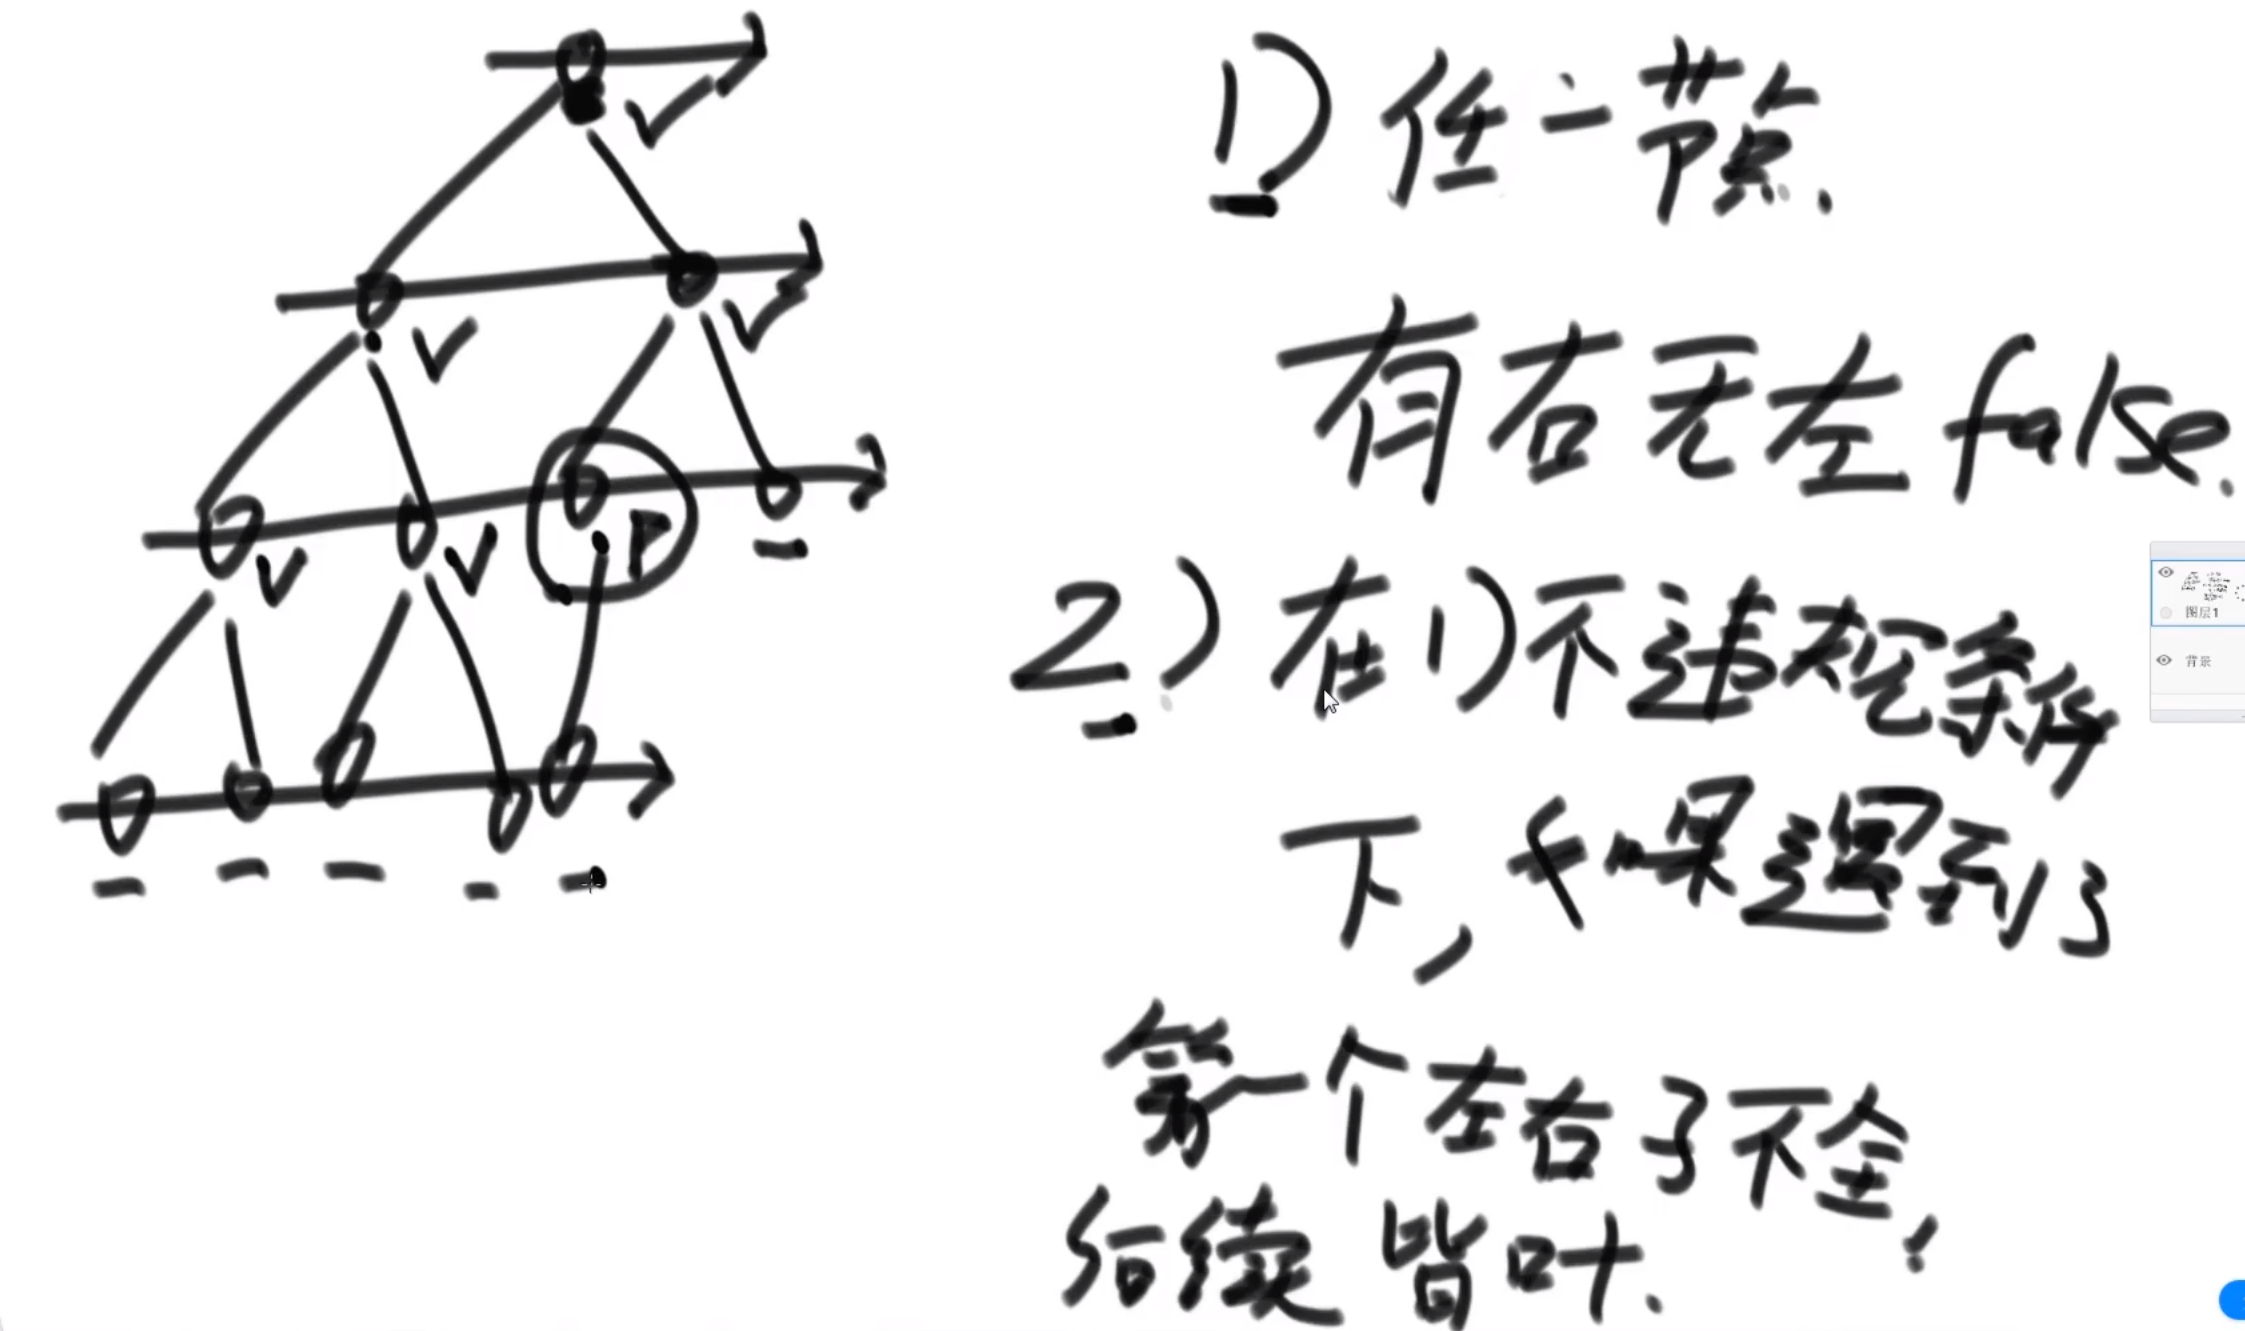 1) 任一节点.
有右无左 false.
2) 在1)不违规条件
下, 如果遇到了
第一个左右子不全,
后续皆叶.
图层1
背景